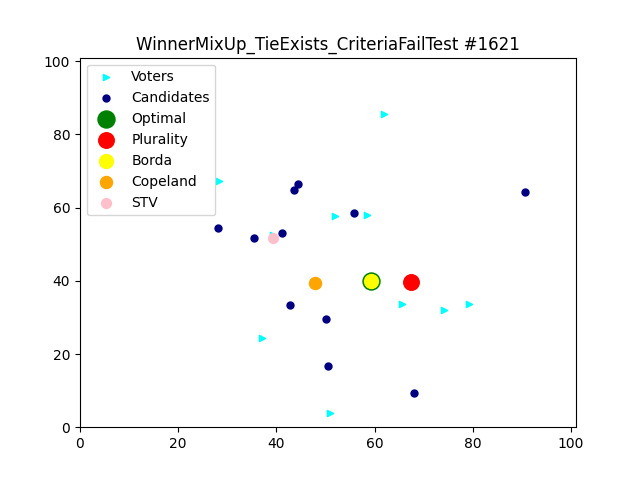 WinnerMixUp_TieExists_CriteriaFailTest #1621
100
80
60
40
20
0
Voters
Candidates
Optimal
Plurality
Borda
Copeland
STV
0 20 40 60 80 100